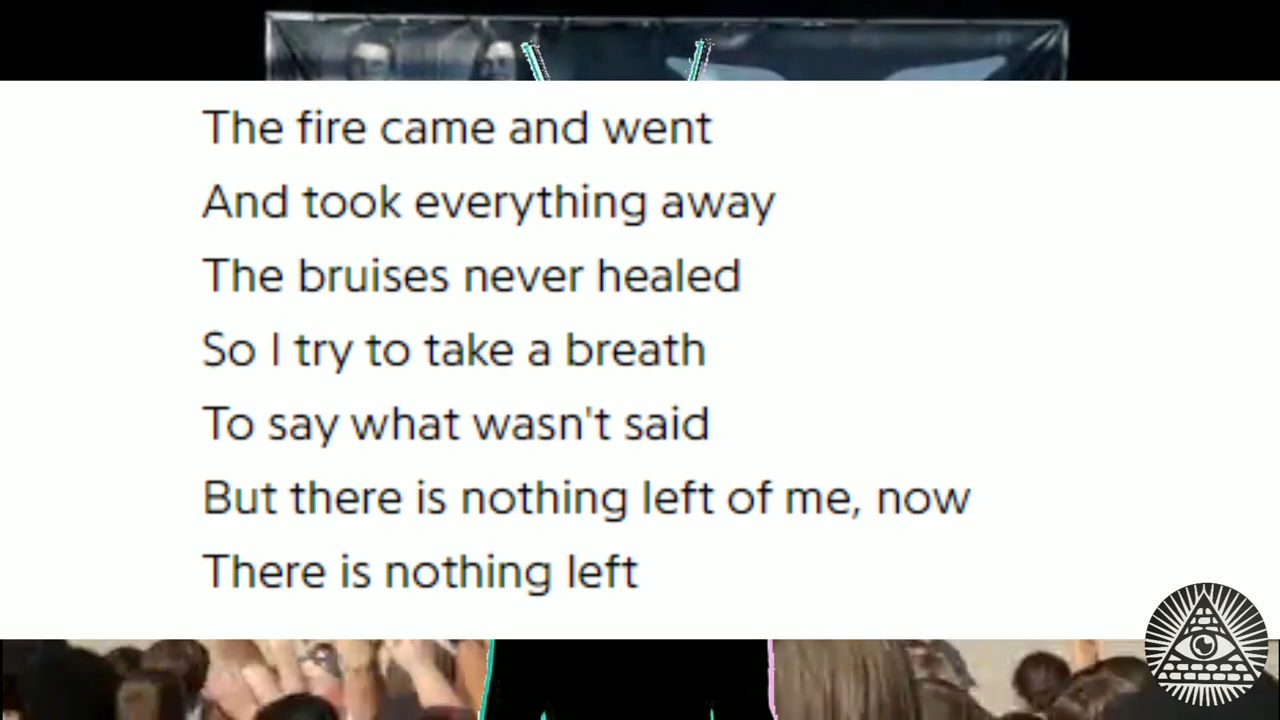 The fire came and went
And took everything away
The bruises never healed
So I try to take a breath
To say what wasn't said
But there is nothing left of me, now
There is nothing left